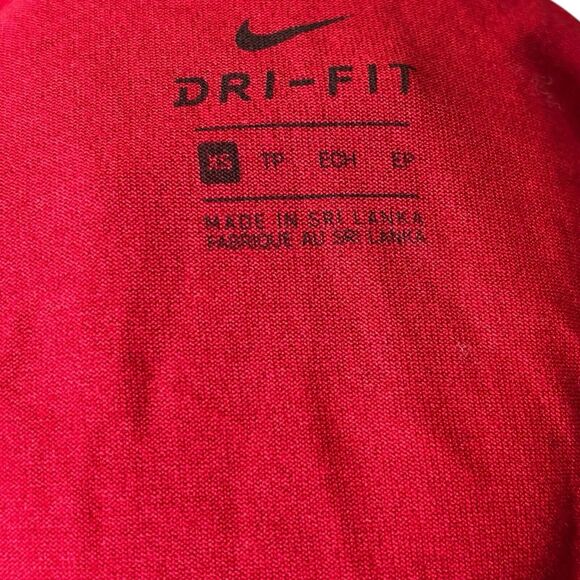 DRI-FIT
XS TP ECH EP
MADE IN SRI LANKA
FABRIQUE AU SRI LANKA